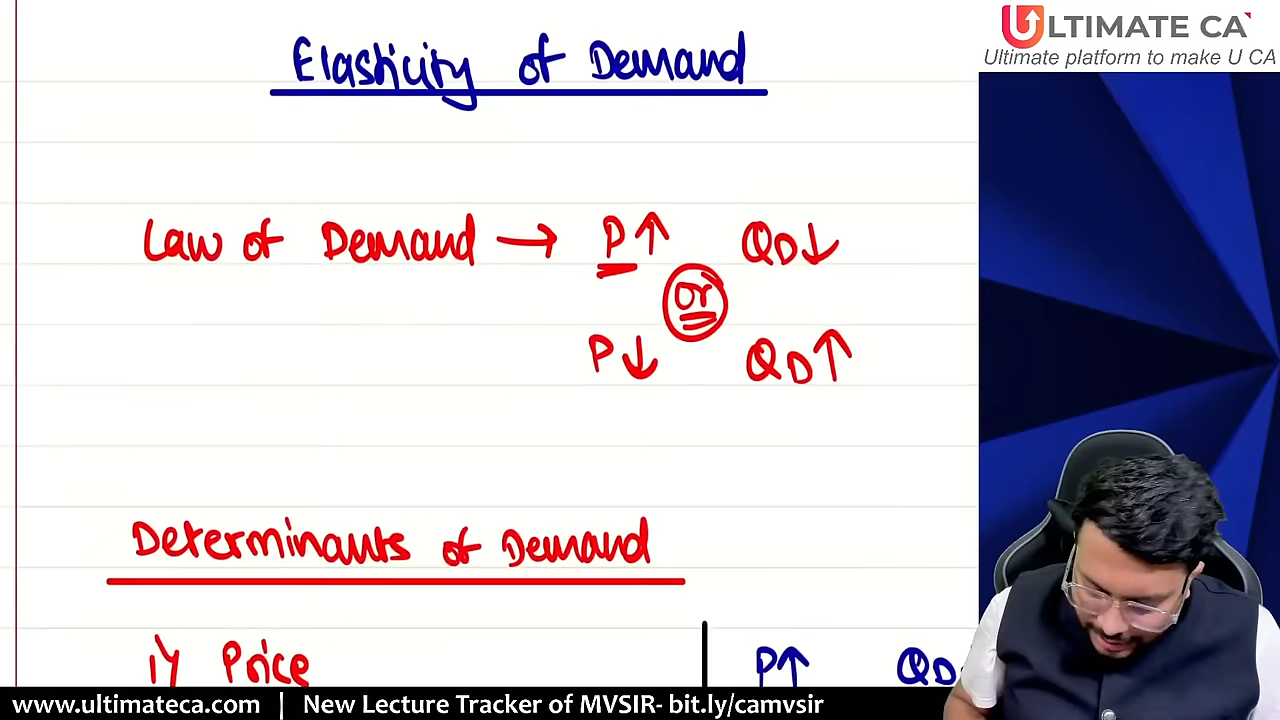 ULTIMATE CA
Ultimate platform to make U CA
Elasticity of Demand
Law of Demand → P↑ QD↓
or
P↓ QD↑
Determinants of Demand
1) Price P↑ QD
www.ultimateca.com | New Lecture Tracker of MVSIR- bit.ly/camvsir